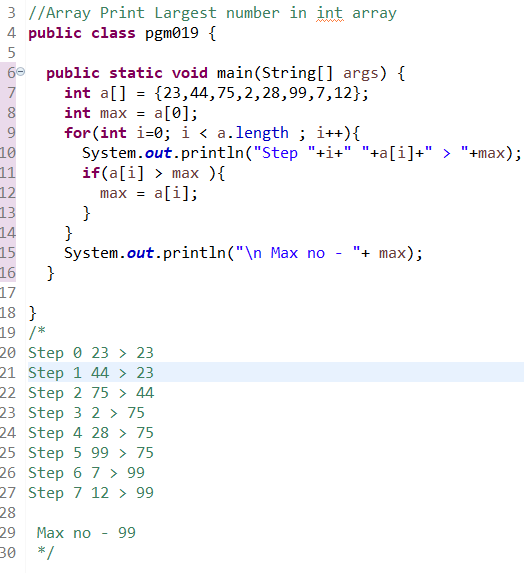 3 //Array Print Largest number in int array
4 public class pgm019 {
5
6 public static void main(String[] args) {
7 int a[] = {23,44,75,2,28,99,7,12};
8 int max = a[0];
9 for(int i=0; i < a.length ; i++){
10 System.out.println("Step "+i+" "+a[i]+" > "+max);
11 if(a[i] > max ){
12 max = a[i];
13 }
14 }
15 System.out.println("\n Max no - "+ max);
16 }
17
18 }
19 /*
20 Step 0 23 > 23
21 Step 1 44 > 23
22 Step 2 75 > 44
23 Step 3 2 > 75
24 Step 4 28 > 75
25 Step 5 99 > 75
26 Step 6 7 > 99
27 Step 7 12 > 99
28
29 Max no - 99
30 */